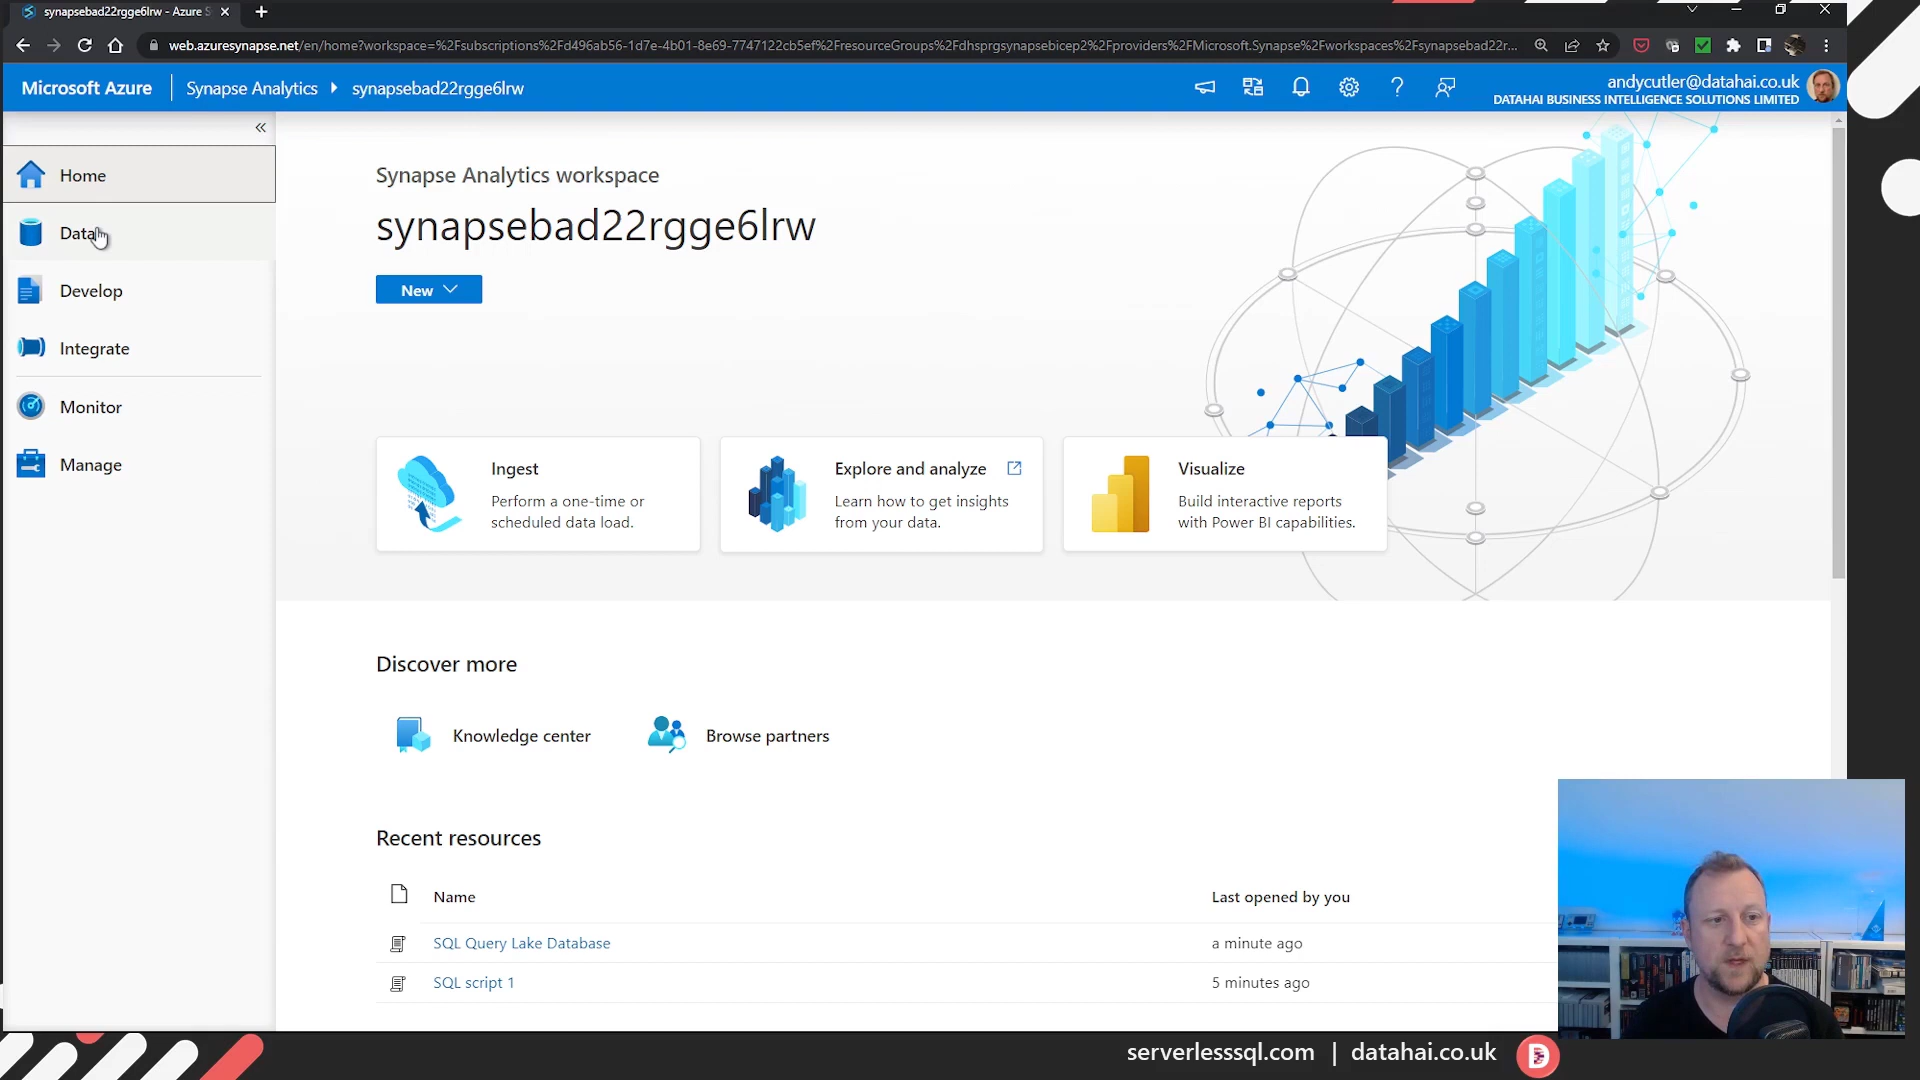 synapsebad22rgge6lrw - Azure S
web.azuresynapse.net/en/home?workspace=%2Fsubscriptions%2Fd496ab56-1d7e-4b01-8e69-7747122cb5ef%2FresourceGroups%2Fdhsprgsynapsebicep2%2Fproviders%2FMicrosoft.Synapse%2Fworkspaces%2Fsynapsebad22r...
Microsoft Azure
Synapse Analytics
synapsebad22rgge6lrw
andycutler@datahai.co.uk
DATAHAI BUSINESS INTELLIGENCE SOLUTIONS LIMITED
Home
Data
Develop
Integrate
Monitor
Manage
Synapse Analytics workspace
synapsebad22rgge6lrw
New
Ingest
Perform a one-time or
scheduled data load.
Explore and analyze
Learn how to get insights
from your data.
Visualize
Build interactive reports
with Power BI capabilities.
Discover more
Knowledge center
Browse partners
Recent resources
Name
Last opened by you
SQL Query Lake Database
a minute ago
SQL script 1
5 minutes ago
serverlesssql.com | datahai.co.uk
D